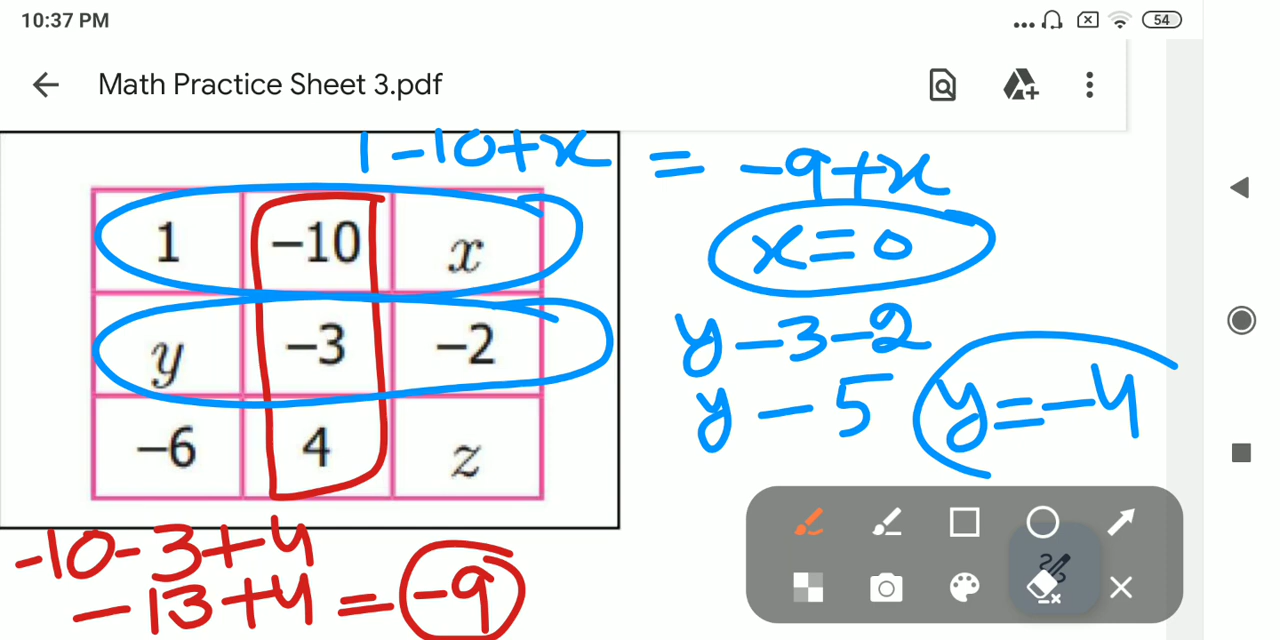 10:37 PM
54
Math Practice Sheet 3.pdf
1-10+x = -9+x
1 -10 x
x=0
y -3 -2
y-3-2
y-5 y=-4
-6 4 z
-10-3+4
-13+4=-9